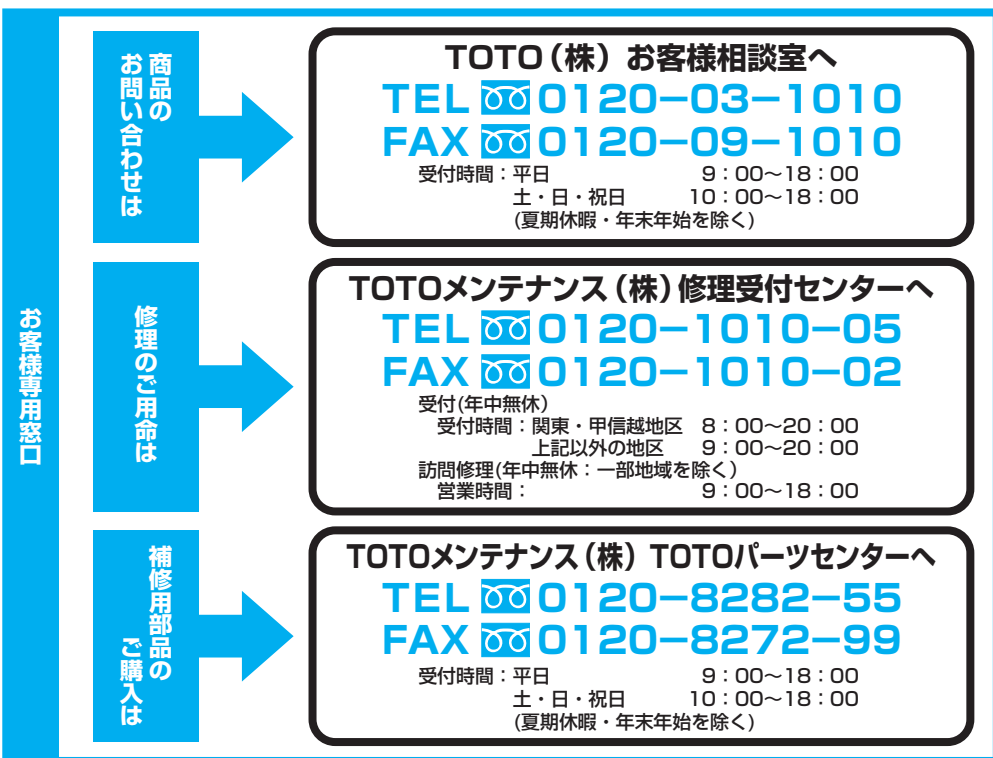 お客様専用窓口
商品の
お問い合わせは
TOTO（株）お客様相談室へ
TEL 0120−03−1010
FAX 0120−09−1010
受付時間：平日 9：00〜18：00
土・日・祝日 10：00〜18：00
(夏期休暇・年末年始を除く)
修理のご用命は
TOTOメンテナンス（株）修理受付センターへ
TEL 0120−1010−05
FAX 0120−1010−02
受付(年中無休)
受付時間：関東・甲信越地区 8：00〜20：00
上記以外の地区 9：00〜20：00
訪問修理(年中無休：一部地域を除く)
営業時間： 9：00〜18：00
補修用部品の
ご購入は
TOTOメンテナンス（株）TOTOパーツセンターへ
TEL 0120−8282−55
FAX 0120−8272−99
受付時間：平日 9：00〜18：00
土・日・祝日 10：00〜18：00
(夏期休暇・年末年始を除く)